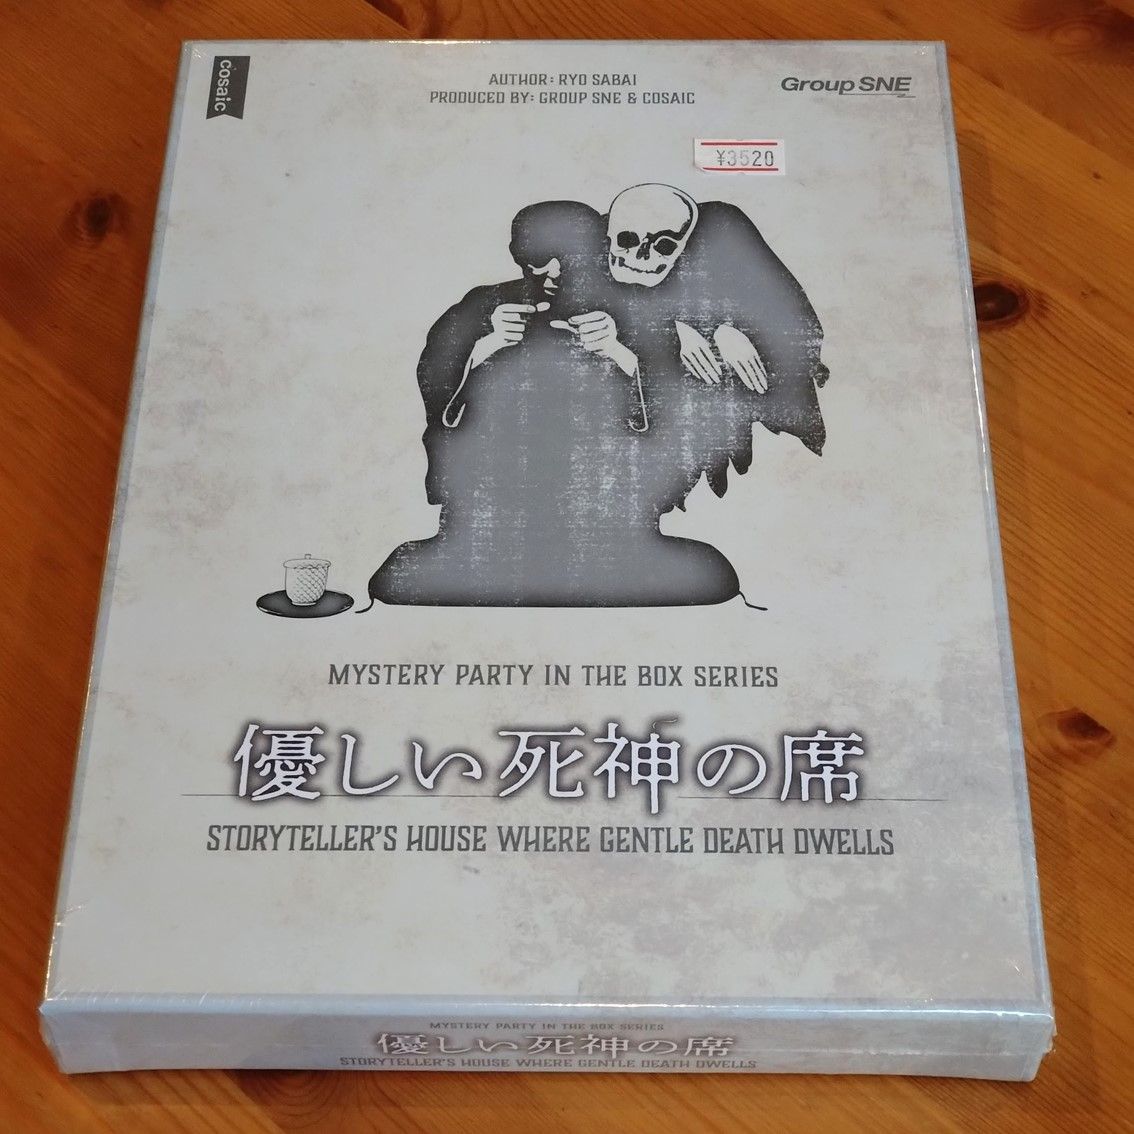 cosaic
AUTHOR: RYO SABAI
PRODUCED BY: GROUP SNE & COSAIC
Group SNE
¥3520
MYSTERY PARTY IN THE BOX SERIES
優しい死神の席
STORYTELLER'S HOUSE WHERE GENTLE DEATH DWELLS
MYSTERY PARTY IN THE BOX SERIES
優しい死神の席
STORYTELLER'S HOUSE WHERE GENTLE DEATH DWELLS